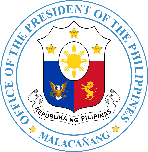 OFFICE OF THE PRESIDENT OF THE PHILIPPINES
REPUBLIKA NG PILIPINAS
MALACAÑANG